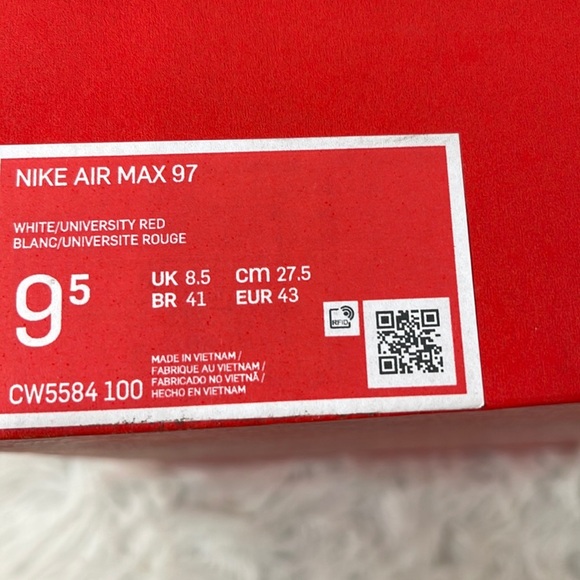 NIKE AIR MAX 97
WHITE/UNIVERSITY RED
BLANC/UNIVERSITE ROUGE
9⁵
UK 8.5 cm 27.5
BR 41 EUR 43
RFID
MADE IN VIETNAM /
FABRIQUE AU VIETNAM /
FABRICADO NO VIETNÃ /
HECHO EN VIETNAM
CW5584 100